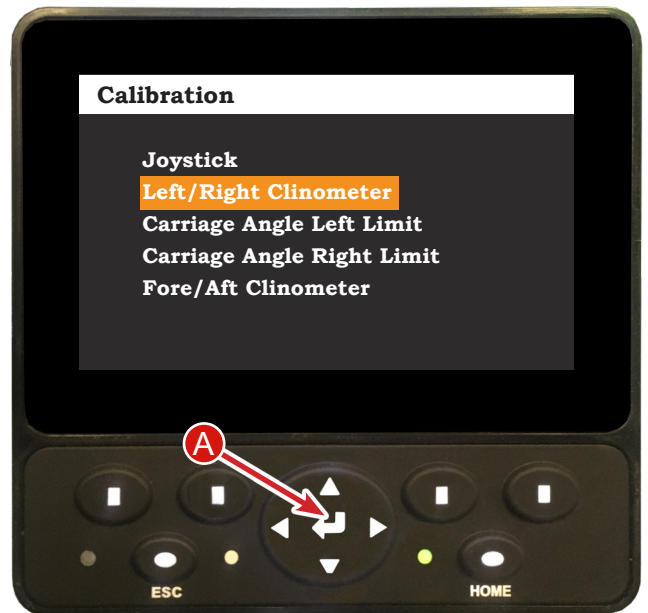 Calibration
Joystick
Left/Right Clinometer
Carriage Angle Left Limit
Carriage Angle Right Limit
Fore/Aft Clinometer
A
ESC
HOME